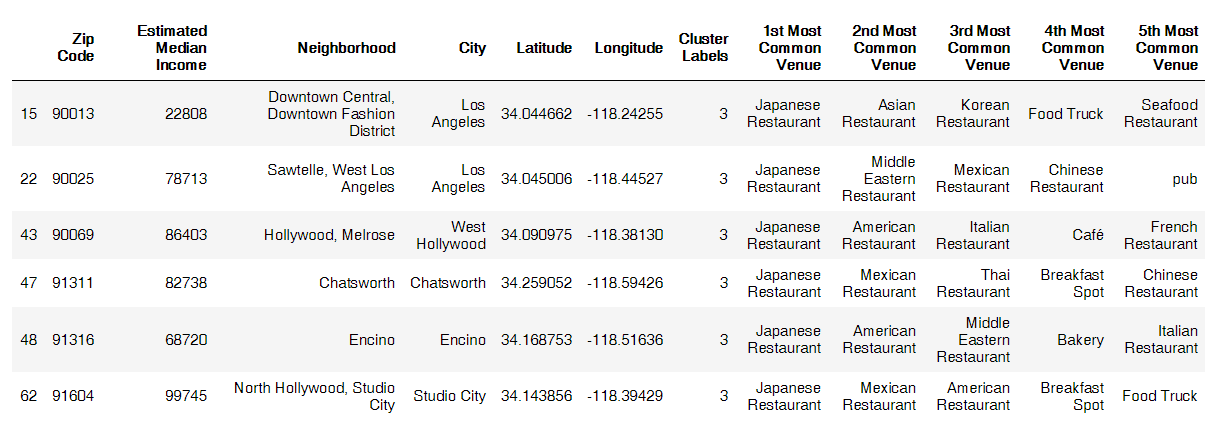 Zip Code Estimated Median Income Neighborhood City Latitude Longitude Cluster Labels 1st Most Common Venue 2nd Most Common Venue 3rd Most Common Venue 4th Most Common Venue 5th Most Common Venue
15 90013 22808 Downtown Central, Downtown Fashion District Los Angeles 34.044662 -118.24255 3 Japanese Restaurant Asian Restaurant Korean Restaurant Food Truck Seafood Restaurant
22 90025 78713 Sawtelle, West Los Angeles Los Angeles 34.045006 -118.44527 3 Japanese Restaurant Middle Eastern Restaurant Mexican Restaurant Chinese Restaurant pub
43 90069 86403 Hollywood, Melrose West Hollywood 34.090975 -118.38130 3 Japanese Restaurant American Restaurant Italian Restaurant Café French Restaurant
47 91311 82738 Chatsworth Chatsworth 34.259052 -118.59426 3 Japanese Restaurant Mexican Restaurant Thai Restaurant Breakfast Spot Chinese Restaurant
48 91316 68720 Encino Encino 34.168753 -118.51636 3 Japanese Restaurant American Restaurant Middle Eastern Restaurant Bakery Italian Restaurant
62 91604 99745 North Hollywood, Studio City Studio City 34.143856 -118.39429 3 Japanese Restaurant Mexican Restaurant American Restaurant Breakfast Spot Food Truck